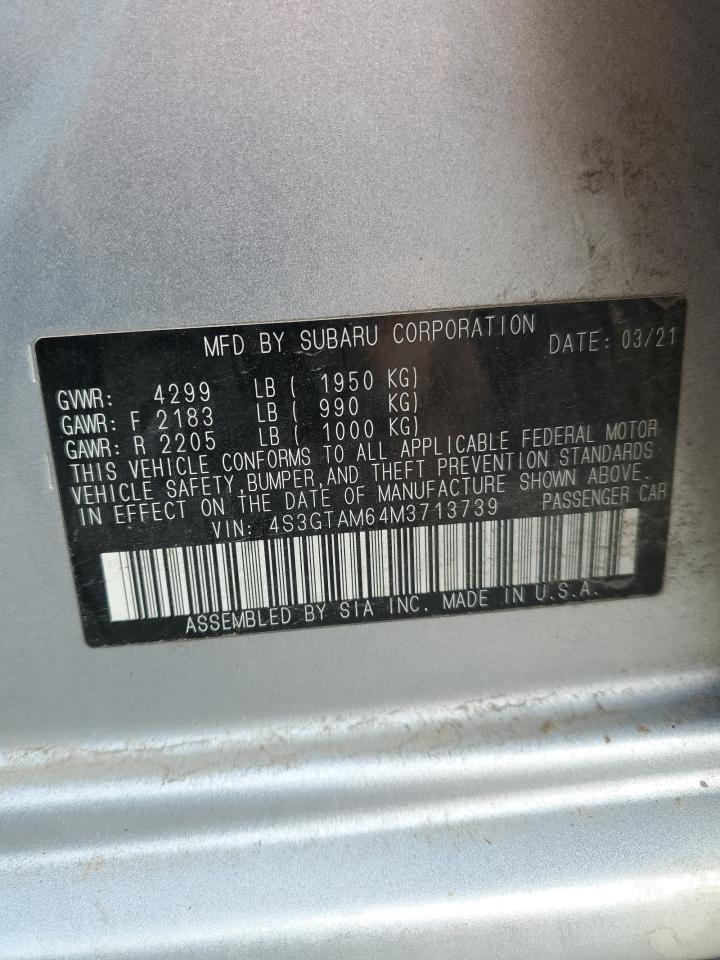 MFD BY SUBARU CORPORATION DATE: 03/21
GVWR: 4299 LB ( 1950 KG)
GAWR: F 2183 LB ( 990 KG)
GAWR: R 2205 LB ( 1000 KG)
THIS VEHICLE CONFORMS TO ALL APPLICABLE FEDERAL MOTOR
VEHICLE SAFETY,BUMPER,AND THEFT PREVENTION STANDARDS
IN EFFECT ON THE DATE OF MANUFACTURE SHOWN ABOVE.
VIN: 4S3GTAM64M3713739 PASSENGER CAR
ASSEMBLED BY SIA INC. MADE IN U.S.A.